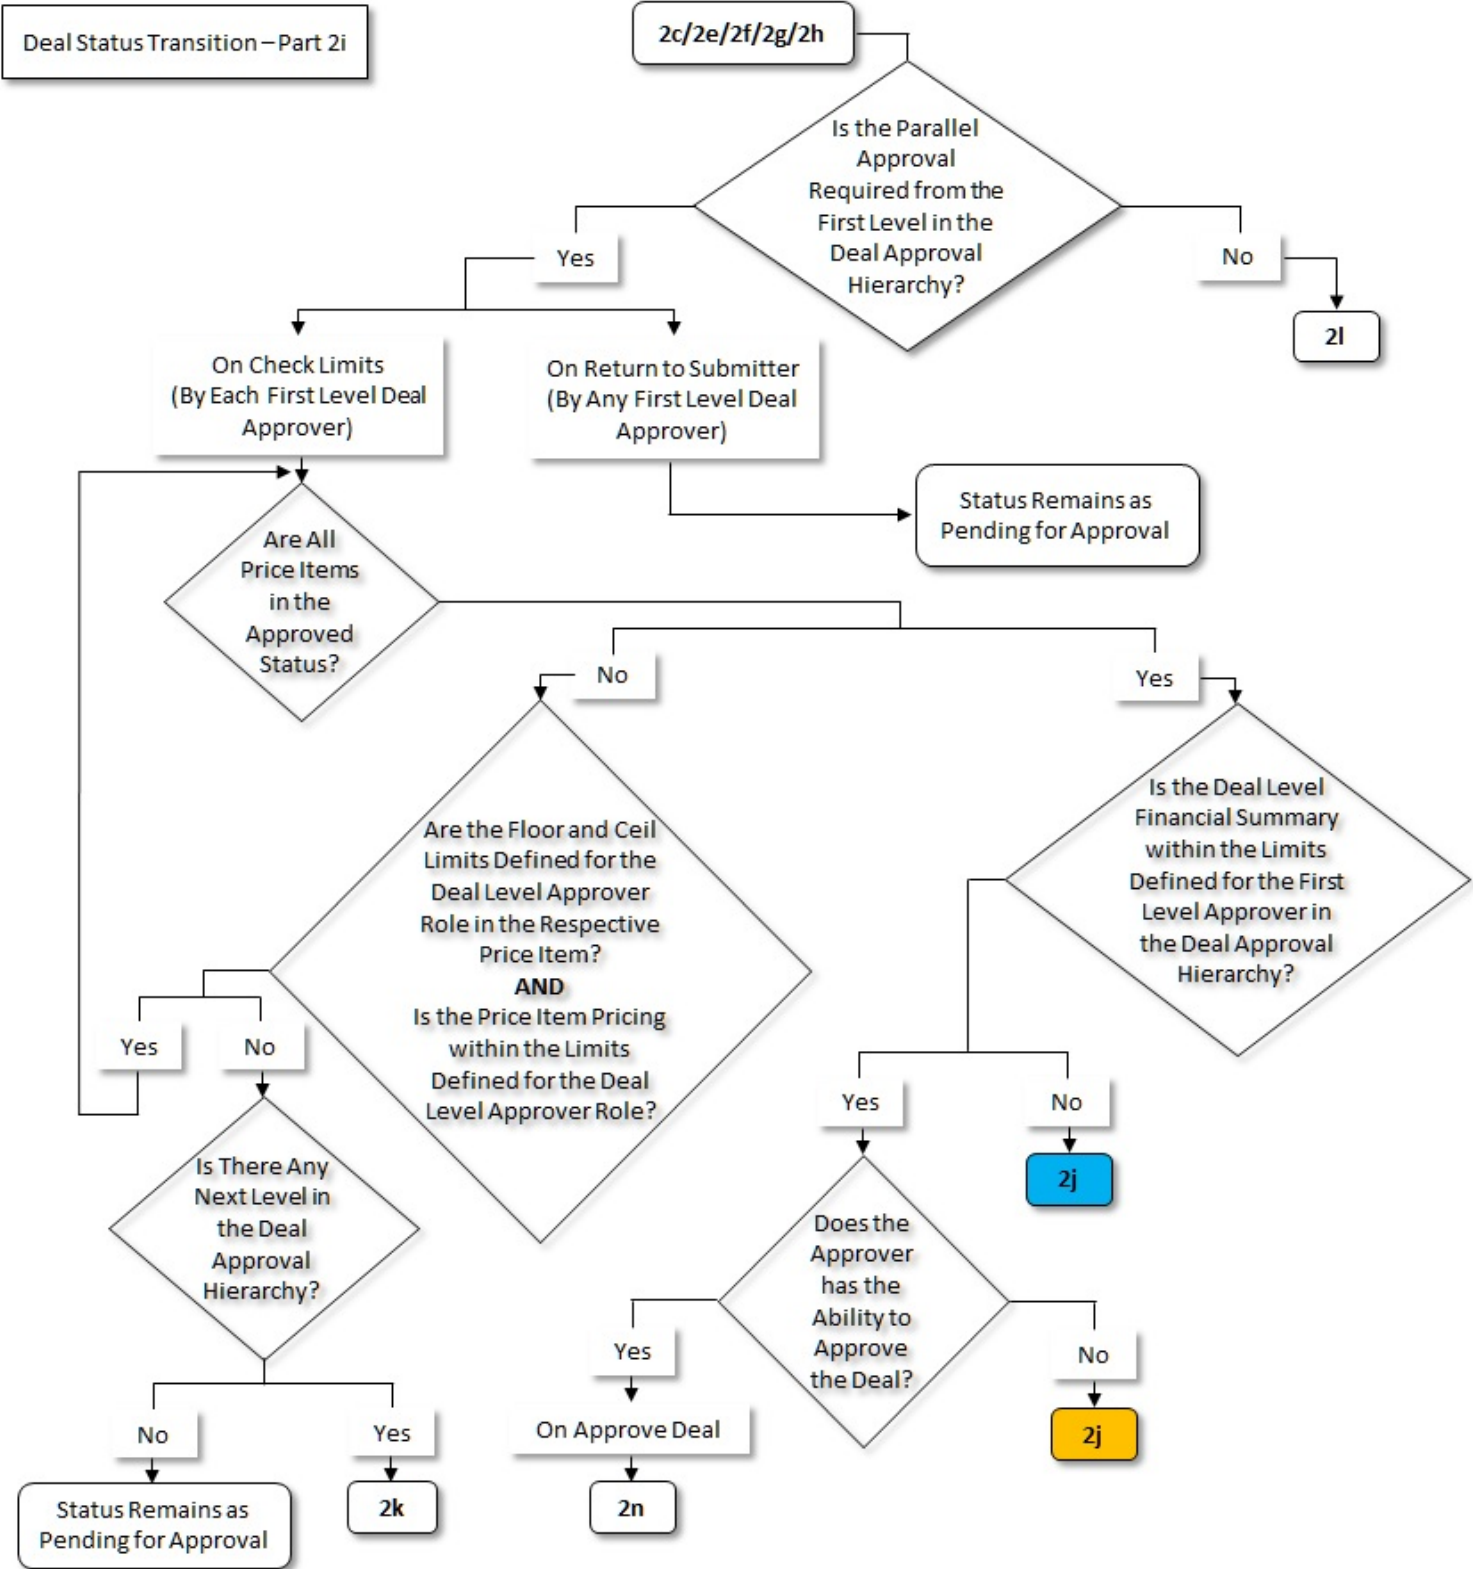 Deal Status Transition – Part 2i
2c/2e/2f/2g/2h
Is the Parallel
Approval
Required from the
First Level in the
Deal Approval
Hierarchy?
Yes
No
2l
On Check Limits
(By Each First Level Deal
Approver)
On Return to Submitter
(By Any First Level Deal
Approver)
Status Remains as
Pending for Approval
Are All
Price Items
in the
Approved
Status?
No
Yes
Are the Floor and Ceil
Limits Defined for the
Deal Level Approver
Role in the Respective
Price Item?
AND
Is the Price Item Pricing
within the Limits
Defined for the Deal
Level Approver Role?
Is the Deal Level
Financial Summary
within the Limits
Defined for the First
Level Approver in
the Deal Approval
Hierarchy?
Yes
No
Yes
No
2j
Is There Any
Next Level in
the Deal
Approval
Hierarchy?
Does the
Approver
has the
Ability to
Approve
the Deal?
Yes
No
2j
No
Yes
On Approve Deal
Status Remains as
Pending for Approval
2k
2n